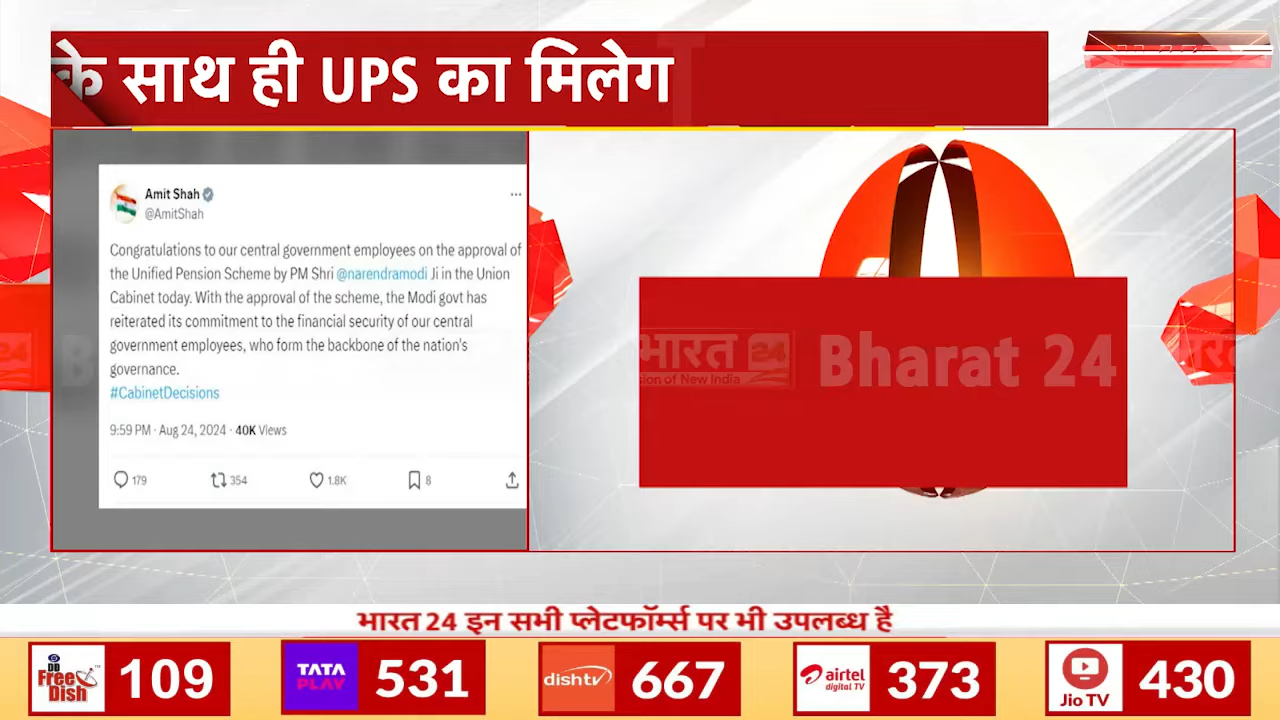 के साथ ही UPS का मिलेग
Amit Shah
@AmitShah
Congratulations to our central government employees on the approval of
the Unified Pension Scheme by PM Shri @narendramodi Ji in the Union
Cabinet today. With the approval of the scheme, the Modi govt has
reiterated its commitment to the financial security of our central
government employees, who form the backbone of the nation's
governance.
#CabinetDecisions
9:59 PM · Aug 24, 2024 · 40K Views
179 354 1.8K 8
भारत 24 Bharat 24
of New India
भारत 24 इन सभी प्लेटफॉर्म्स पर भी उपलब्ध है
DD Free Dish 109
TATA PLAY 531
dishtv 667
airtel digital TV 373
Jio TV 430